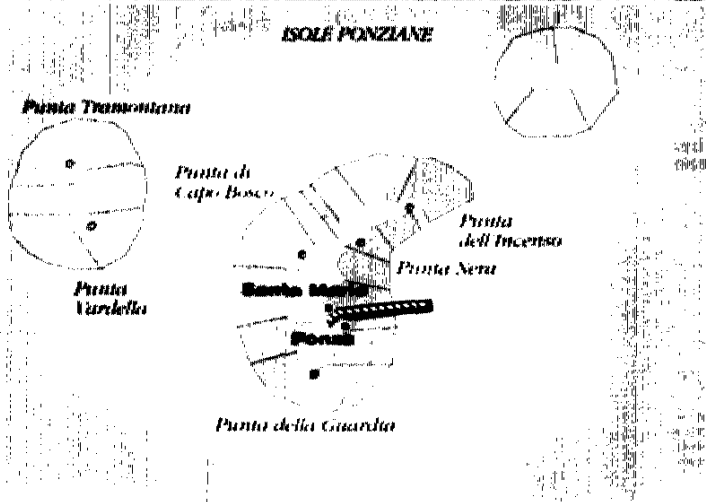 ISOLE PONZIANE
Punta Tramontana
Punta di
Capo Bosco
Punta
dell'Incenso
Punta Nera
Punta
Vardella
Santa Maria
Ponza
Punta della Guardia